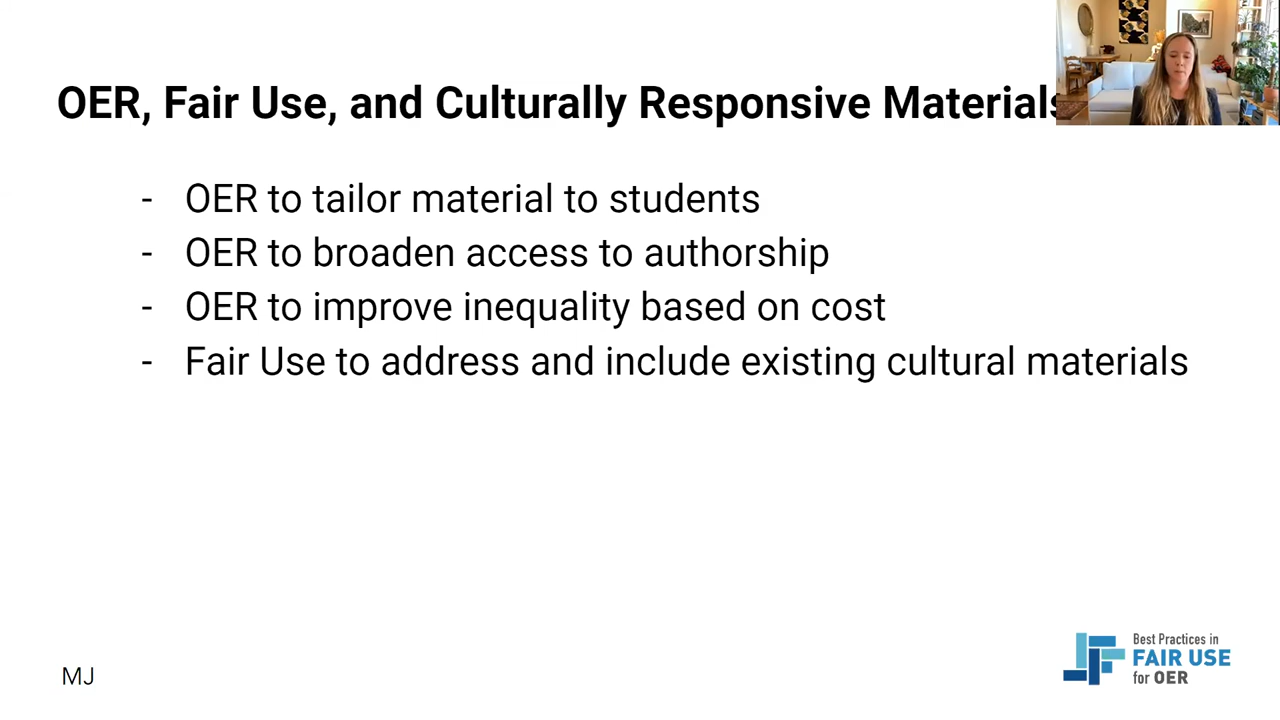 OER, Fair Use, and Culturally Responsive Materials
- OER to tailor material to students
- OER to broaden access to authorship
- OER to improve inequality based on cost
- Fair Use to address and include existing cultural materials
MJ
Best Practices in
FAIR USE
for OER